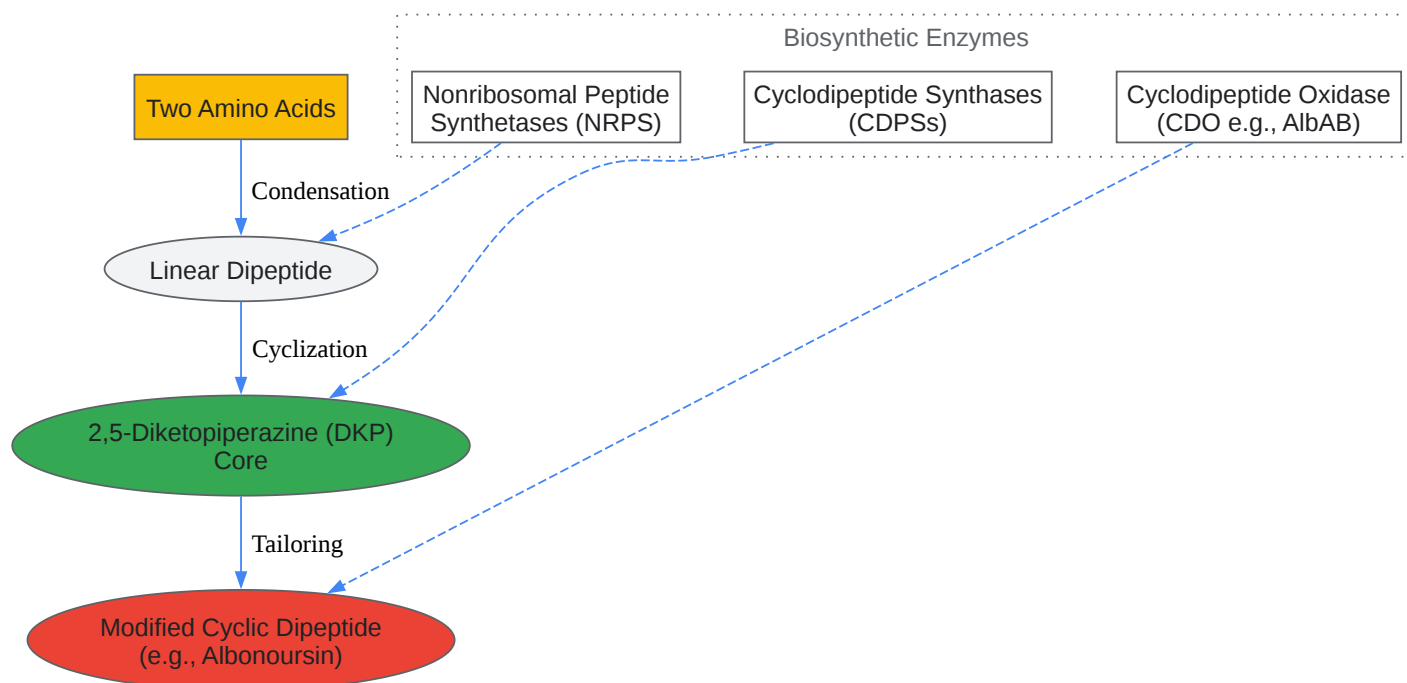 Biosynthetic Enzymes
Two Amino Acids
Nonribosomal Peptide
Synthetases (NRPS)
Cyclodipeptide Synthases
(CDPSs)
Cyclodipeptide Oxidase
(CDO e.g., AlbAB)
Condensation
Linear Dipeptide
Cyclization
2,5-Diketopiperazine (DKP)
Core
Tailoring
Modified Cyclic Dipeptide
(e.g., Albonoursin)